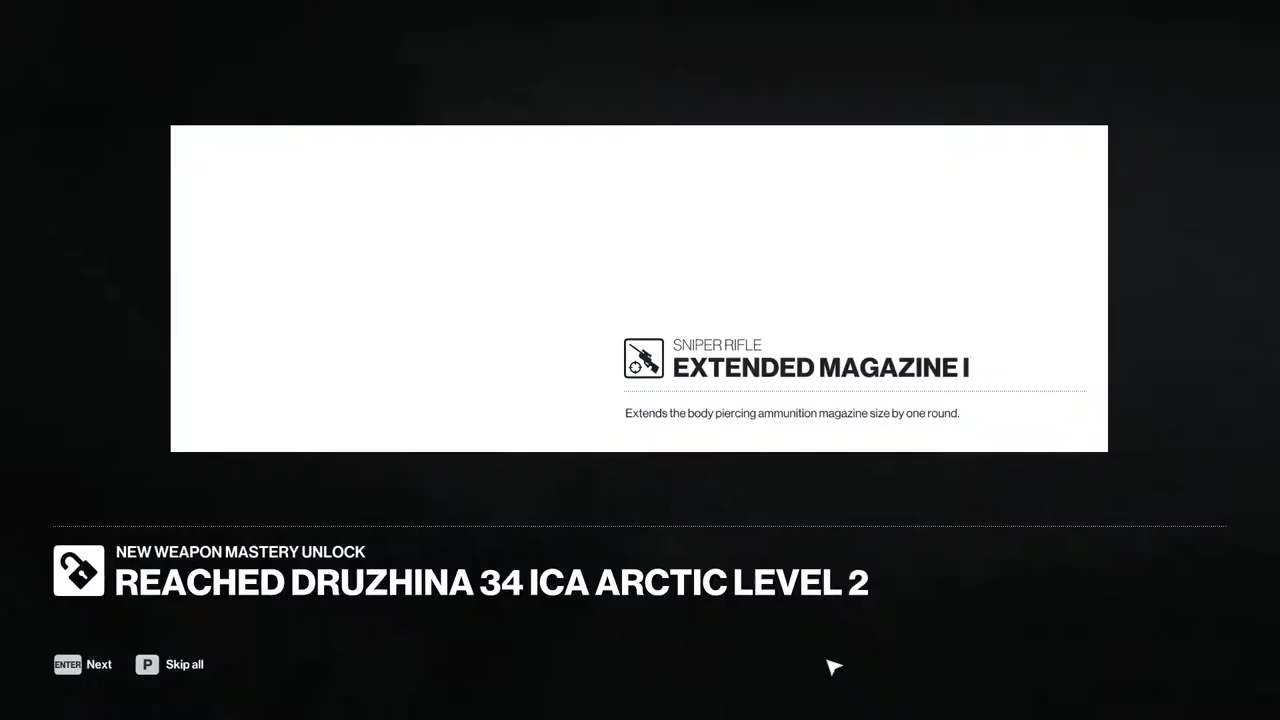 SNIPER RIFLE
EXTENDED MAGAZINE I
Extends the body piercing ammunition magazine size by one round.
NEW WEAPON MASTERY UNLOCK
REACHED DRUZHINA 34 ICA ARCTIC LEVEL 2
ENTER Next P Skip all